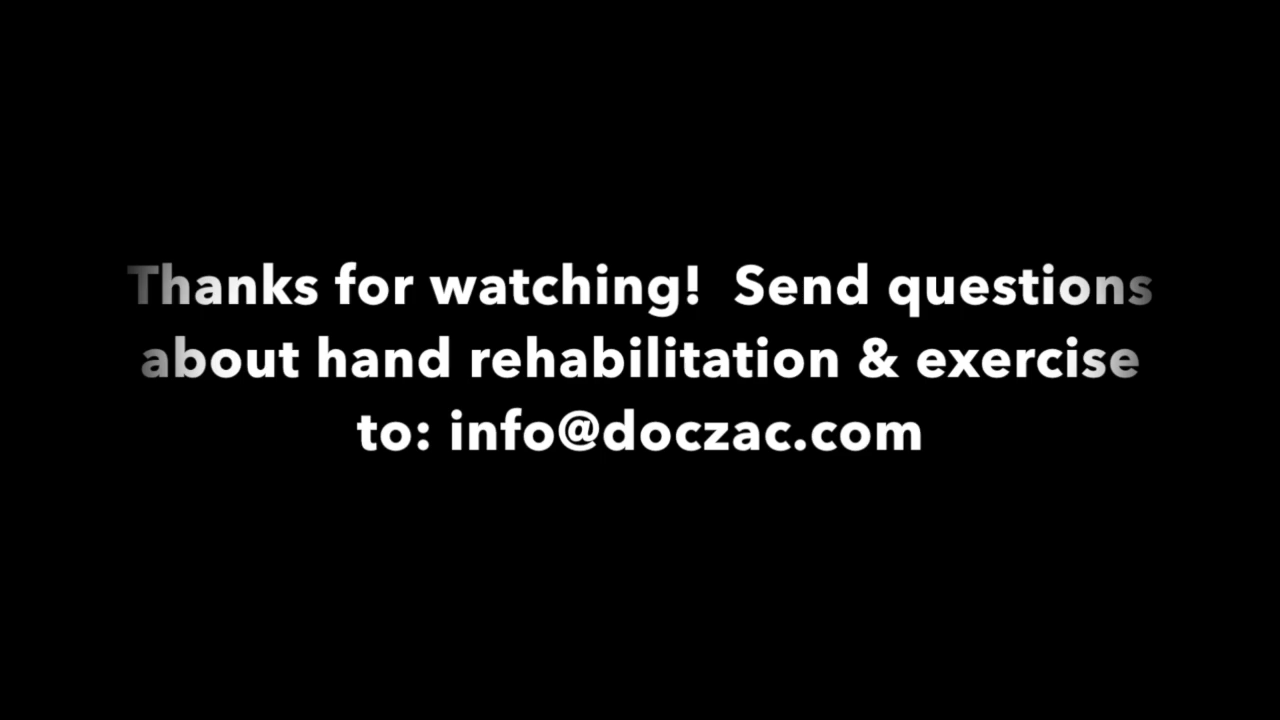 Thanks for watching!  Send questions
about hand rehabilitation & exercise
to: info@doczac.com